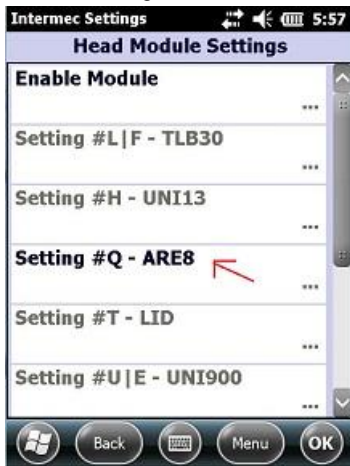 Intermec Settings 5:57
Head Module Settings
Enable Module
...
Setting #L|F - TLB30
...
Setting #H - UNI13
...
Setting #Q - ARE8
...
Setting #T - LID
...
Setting #U|E - UNI900
...
Back Menu OK